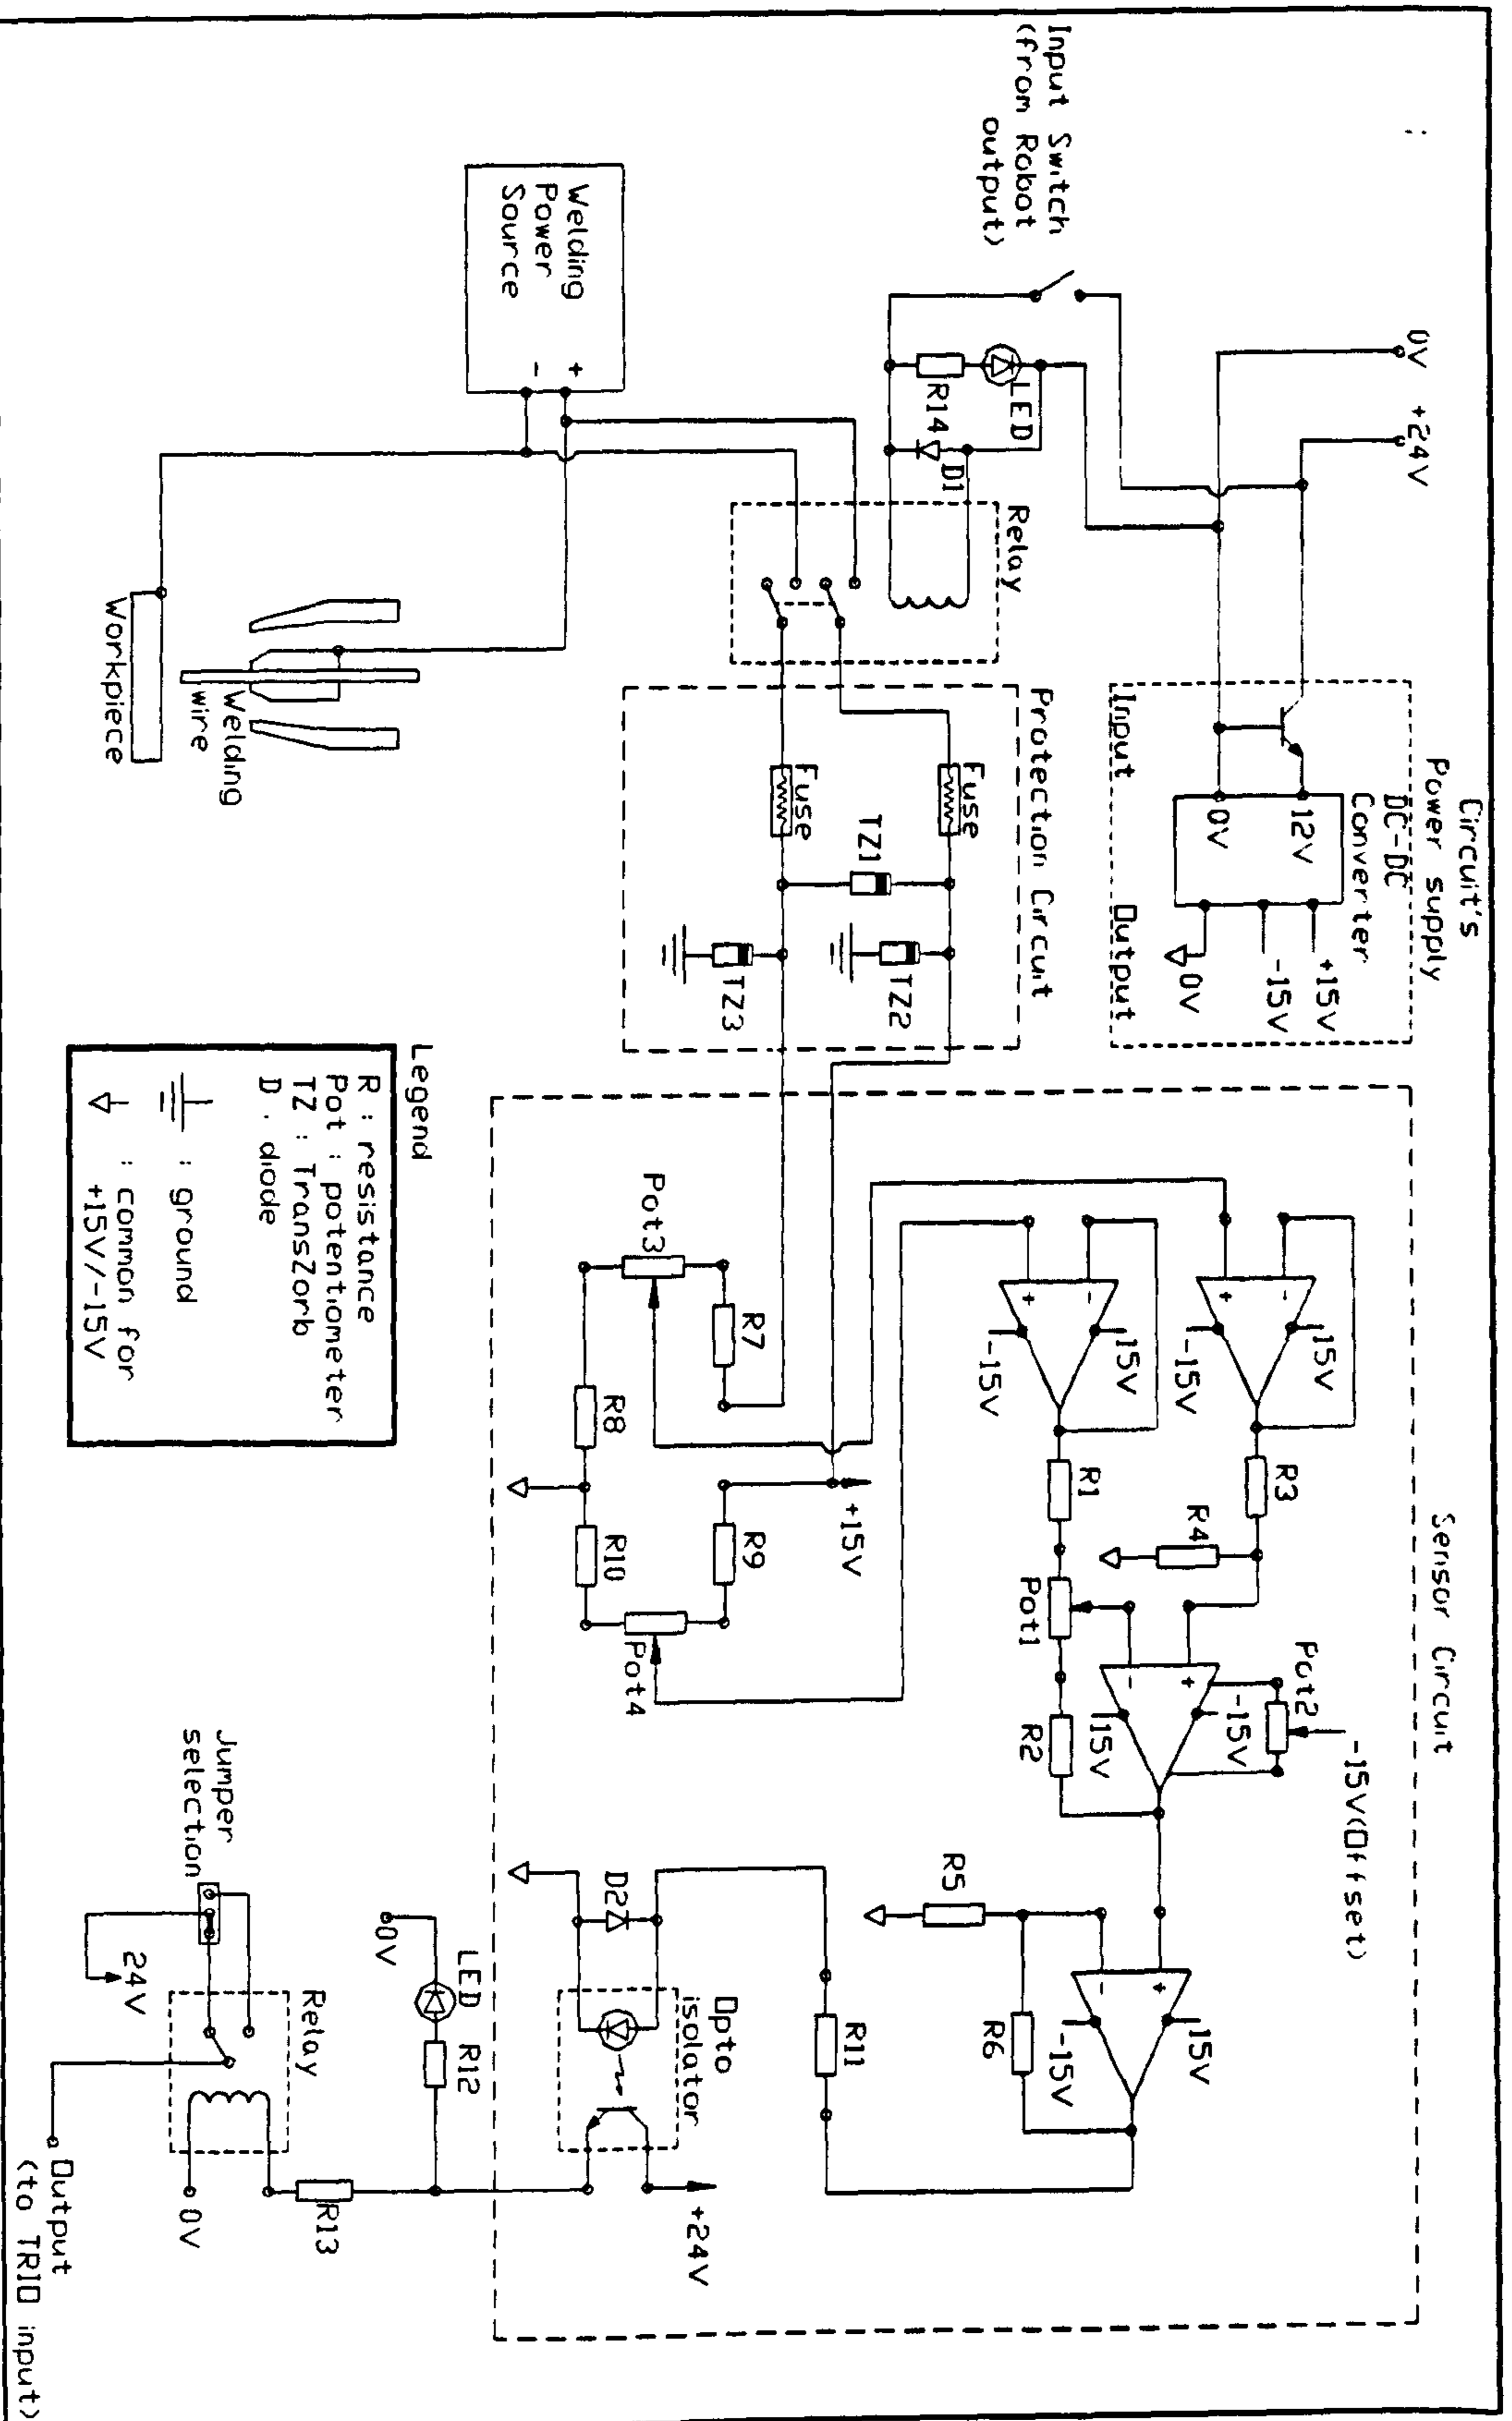 Input Switch
(from Robot
output)
0V
+24V
LED
R14
D1
Relay
Welding
Power
Source
+
-
Workpiece
Welding
wire
Circuit's
Power supply
DC-DC
Converter
Input
Output
12V
0V
+15V
-15V
0V
Protection Circuit
Fuse
Fuse
TZ1
TZ2
TZ3
Sensor Circuit
-
+
15V
-15V
-
+
15V
-15V
R3
R1
R4
Pot1
R2
Pot2
-15V(Offset)
+
-
-15V
15V
+
-
15V
-15V
R5
R6
R11
Pot3
R7
R8
+15V
R9
R10
Pot4
D2
Opto
isolator
+24V
LED
0V
R12
R13
Relay
0V
Jumper
selection
24V
Output
(to TRIO input)
Legend
R : resistance
Pot : potentiometer
TZ : TransZorb
D . diode
: ground
: common for
+15V/-15V